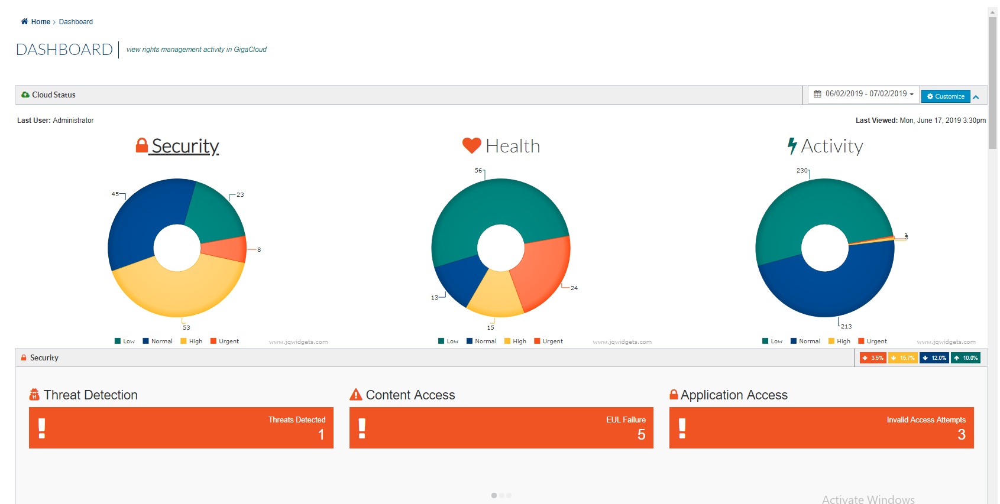 Home > Dashboard
DASHBOARD view rights management activity in GigaCloud
Cloud Status 06/02/2019 - 07/02/2019 Customize
Last User: Administrator Last Viewed: Mon, June 17, 2019 3:30pm
Security Health Activity
56 230
45 23
1
3
8
24
13
53 15 213
Low Normal High Urgent www.jqwidgets.com Low Normal High Urgent www.jqwidgets.com Low Normal High Urgent www.jqwidgets.com
Security 3.5% 15.7% 12.0% 10.0%
Threat Detection Content Access Application Access
Threats Detected EUL Failure Invalid Access Attempts
1 5 3
Activate Windows